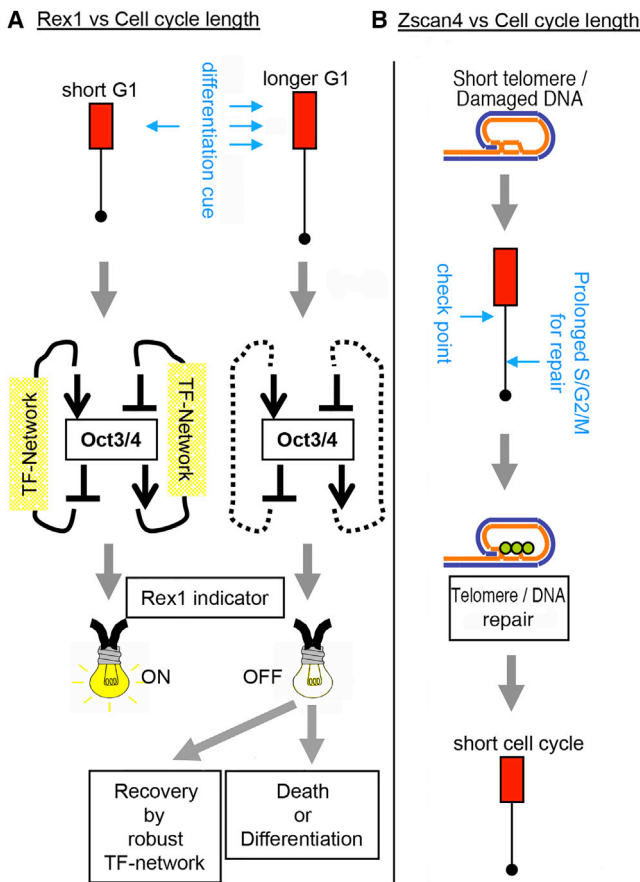 A Rex1 vs Cell cycle length
short G1
differentiation cue
longer G1
TF-Network
Oct3/4
TF-Network
Oct3/4
Rex1 indicator
ON
OFF
Recovery
by
robust
TF-network
Death
or
Differentiation
B Zscan4 vs Cell cycle length
Short telomere /
Damaged DNA
check point
Prolonged S/G2/M
for repair
Telomere / DNA
repair
short cell cycle